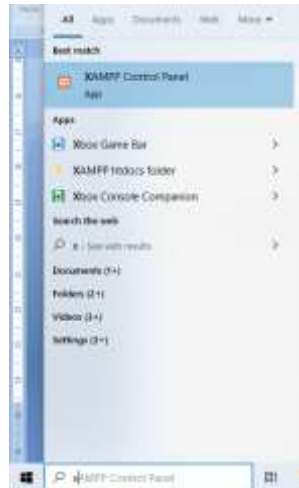 All Apps Documents Web More
Best match
XAMPP Control Panel
App
Apps
Xbox Game Bar
XAMPP htdocs folder
Xbox Console Companion
Search the web
x - See web results
Documents (1+)
Folders (2+)
Videos (3+)
Settings (3+)
xAMPP Control Panel